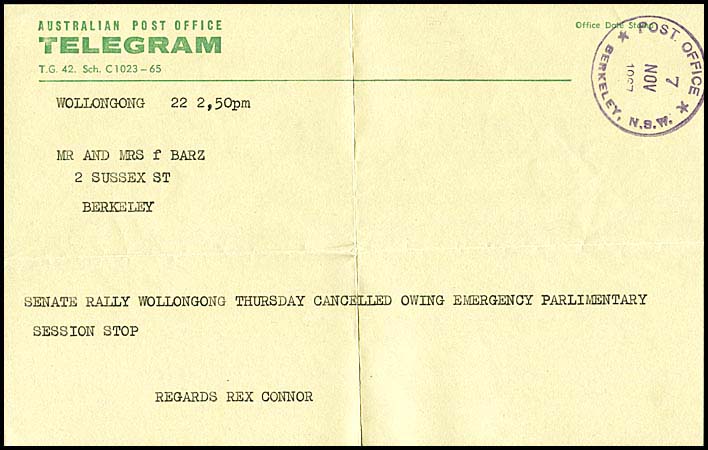 AUSTRALIAN POST OFFICE
TELEGRAM
T.G. 42. Sch. C1023-65
Office Date Stamp
★ POST OFFICE ★
7
NOV
1967
BERKELEY, N.S.W.
WOLLONGONG 22 2,50pm
MR AND MRS f BARZ
2 SUSSEX ST
BERKELEY
SENATE RALLY WOLLONGONG THURSDAY CANCELLED OWING EMERGENCY PARLIMENTARY
SESSION STOP
REGARDS REX CONNOR